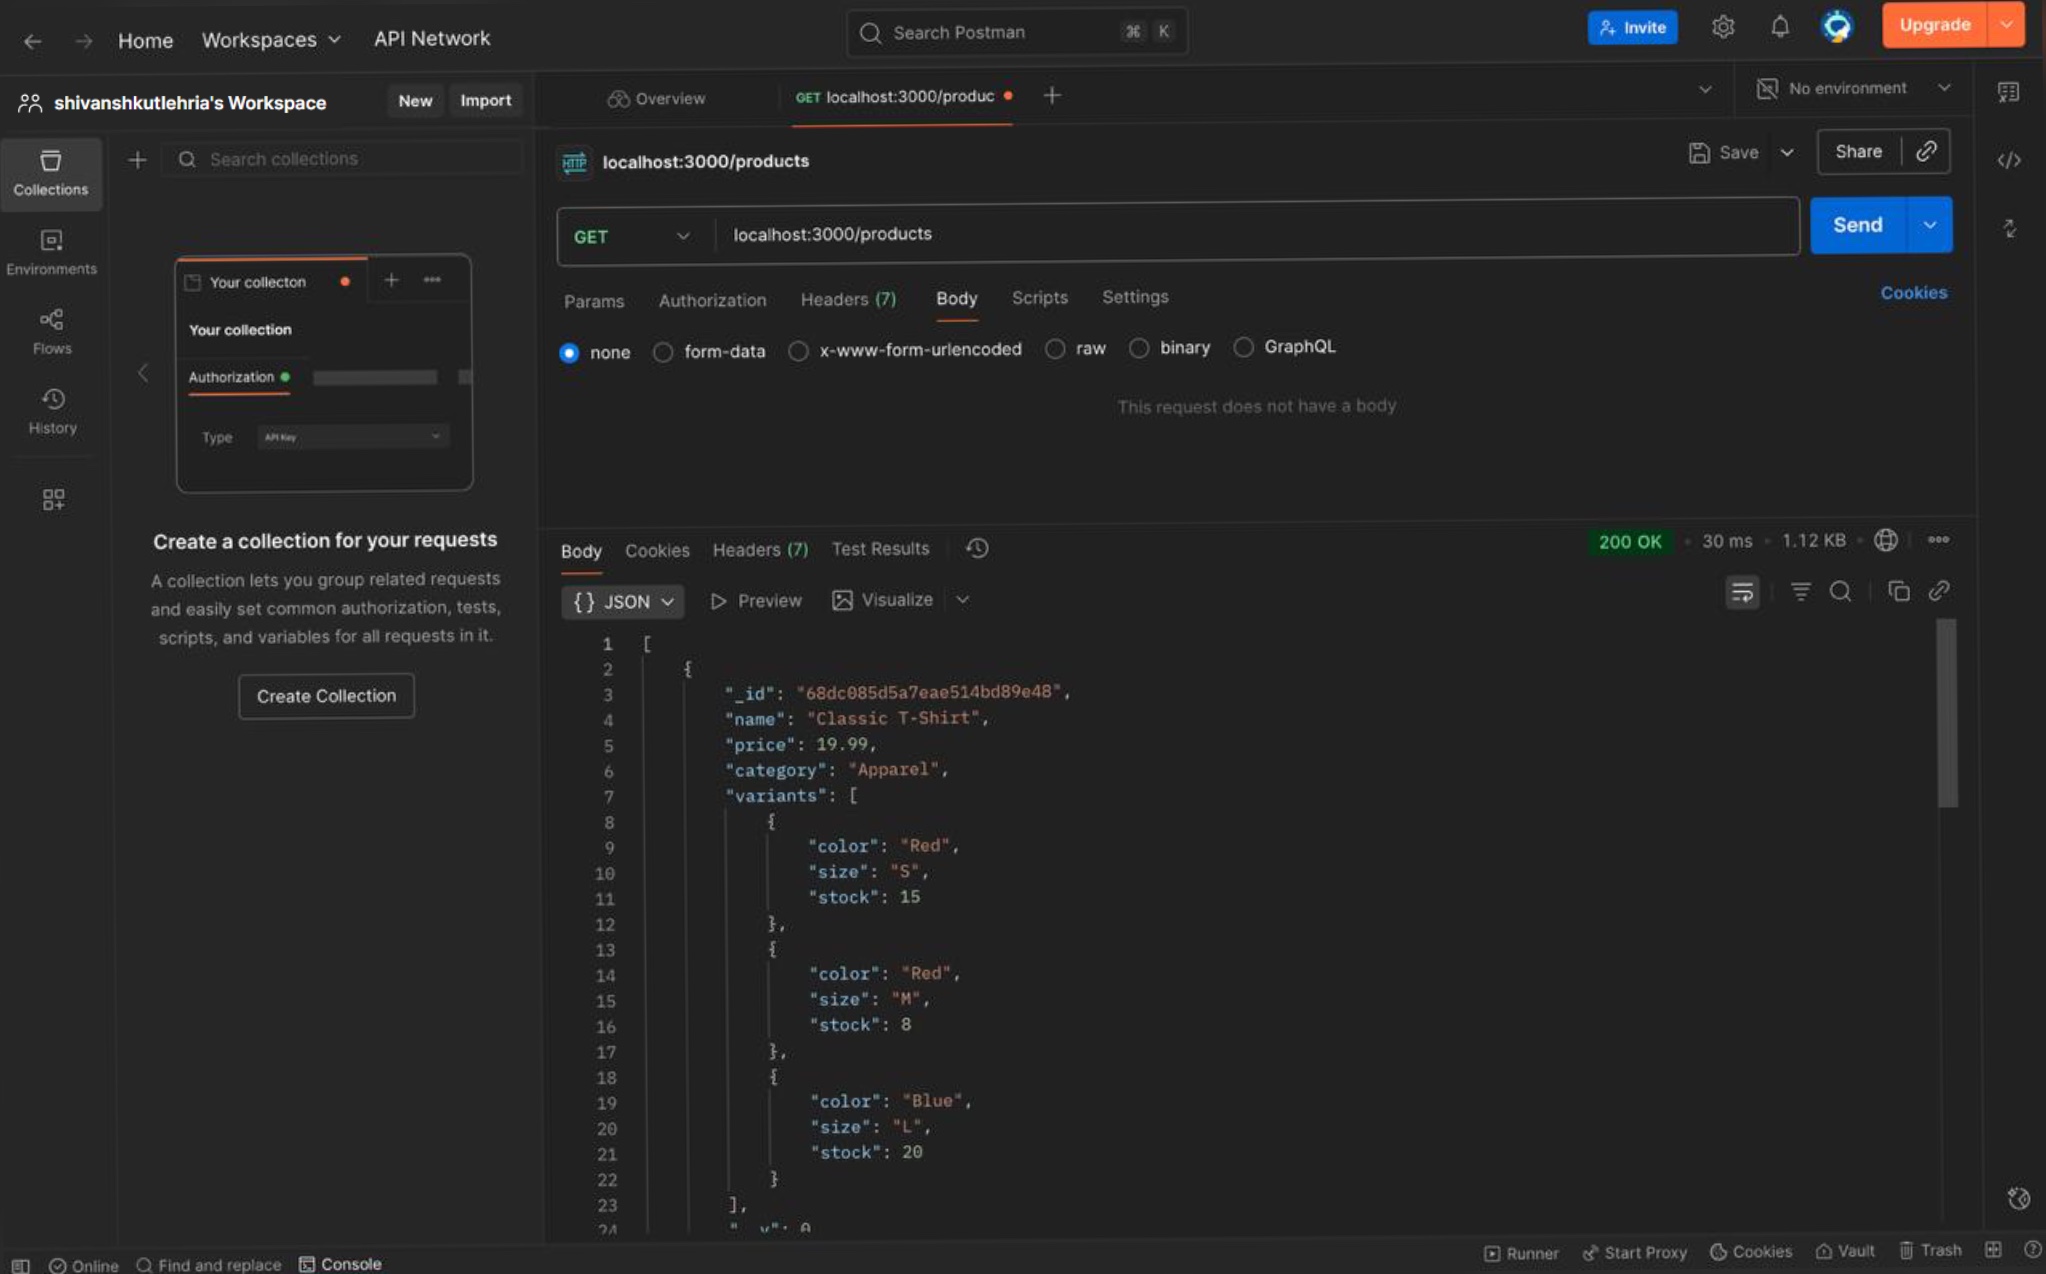 Home Workspaces API Network Search Postman ⌘ K Invite Upgrade
shivanshkutlehria's Workspace New Import Overview GET localhost:3000/produc No environment
Collections
Environments
Flows
History
Search collections
Your collecton
Your collection
Authorization
Type API Key
Create a collection for your requests
A collection lets you group related requests
and easily set common authorization, tests,
scripts, and variables for all requests in it.
Create Collection
HTTP localhost:3000/products Save Share
GET localhost:3000/products Send
Params Authorization Headers (7) Body Scripts Settings Cookies
none form-data x-www-form-urlencoded raw binary GraphQL
This request does not have a body
Body Cookies Headers (7) Test Results 200 OK 30 ms 1.12 KB
{} JSON Preview Visualize
1 [
2 {
3 "_id": "68dc085d5a7eae514bd89e48",
4 "name": "Classic T-Shirt",
5 "price": 19.99,
6 "category": "Apparel",
7 "variants": [
8 {
9 "color": "Red",
10 "size": "S",
11 "stock": 15
12 },
13 {
14 "color": "Red",
15 "size": "M",
16 "stock": 8
17 },
18 {
19 "color": "Blue",
20 "size": "L",
21 "stock": 20
22 }
23 ],
24 "__v": 0
Online Find and replace Console Runner Start Proxy Cookies Vault Trash